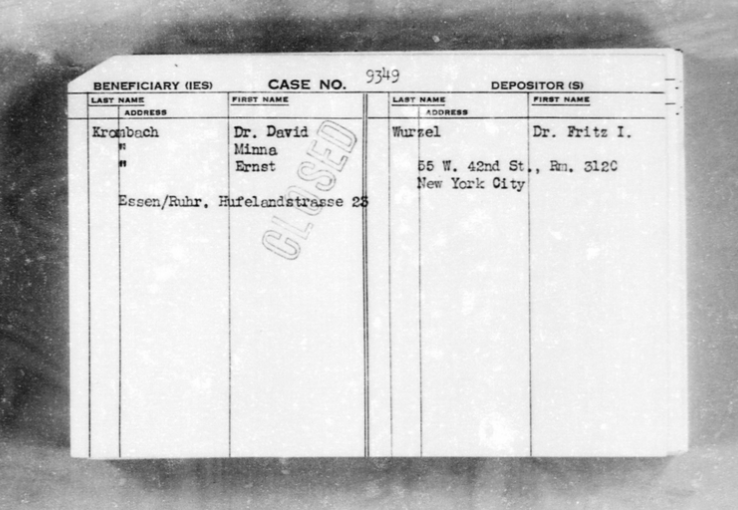 BENEFICIARY (IES) CASE NO. 9349 DEPOSITOR (S)
LAST NAME FIRST NAME LAST NAME FIRST NAME
ADDRESS ADDRESS
Krombach Dr. David Wurzel Dr. Fritz I.
" Minna
" Ernst 55 W. 42nd St., Rm. 312C
New York City
Essen/Ruhr, Hufelandstrasse 23
CLOSED